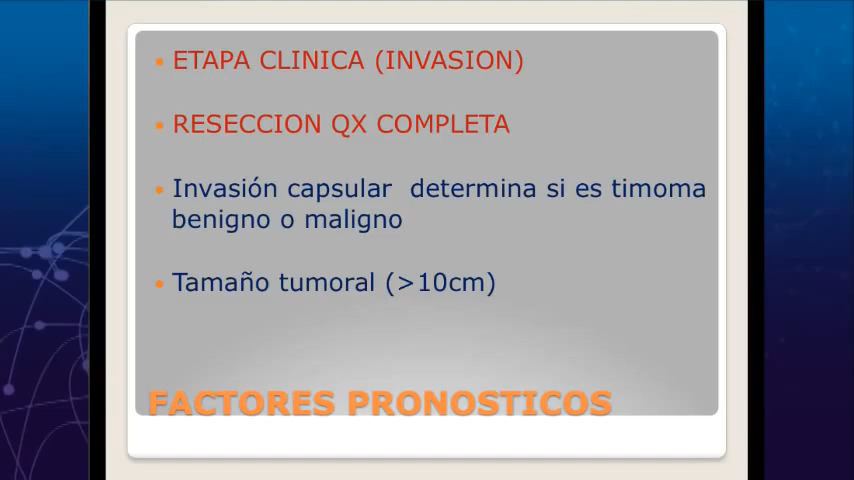 ETAPA CLINICA (INVASION)
RESECCION QX COMPLETA
Invasión capsular determina si es timoma
benigno o maligno
Tamaño tumoral (>10cm)
FACTORES PRONOSTICOS